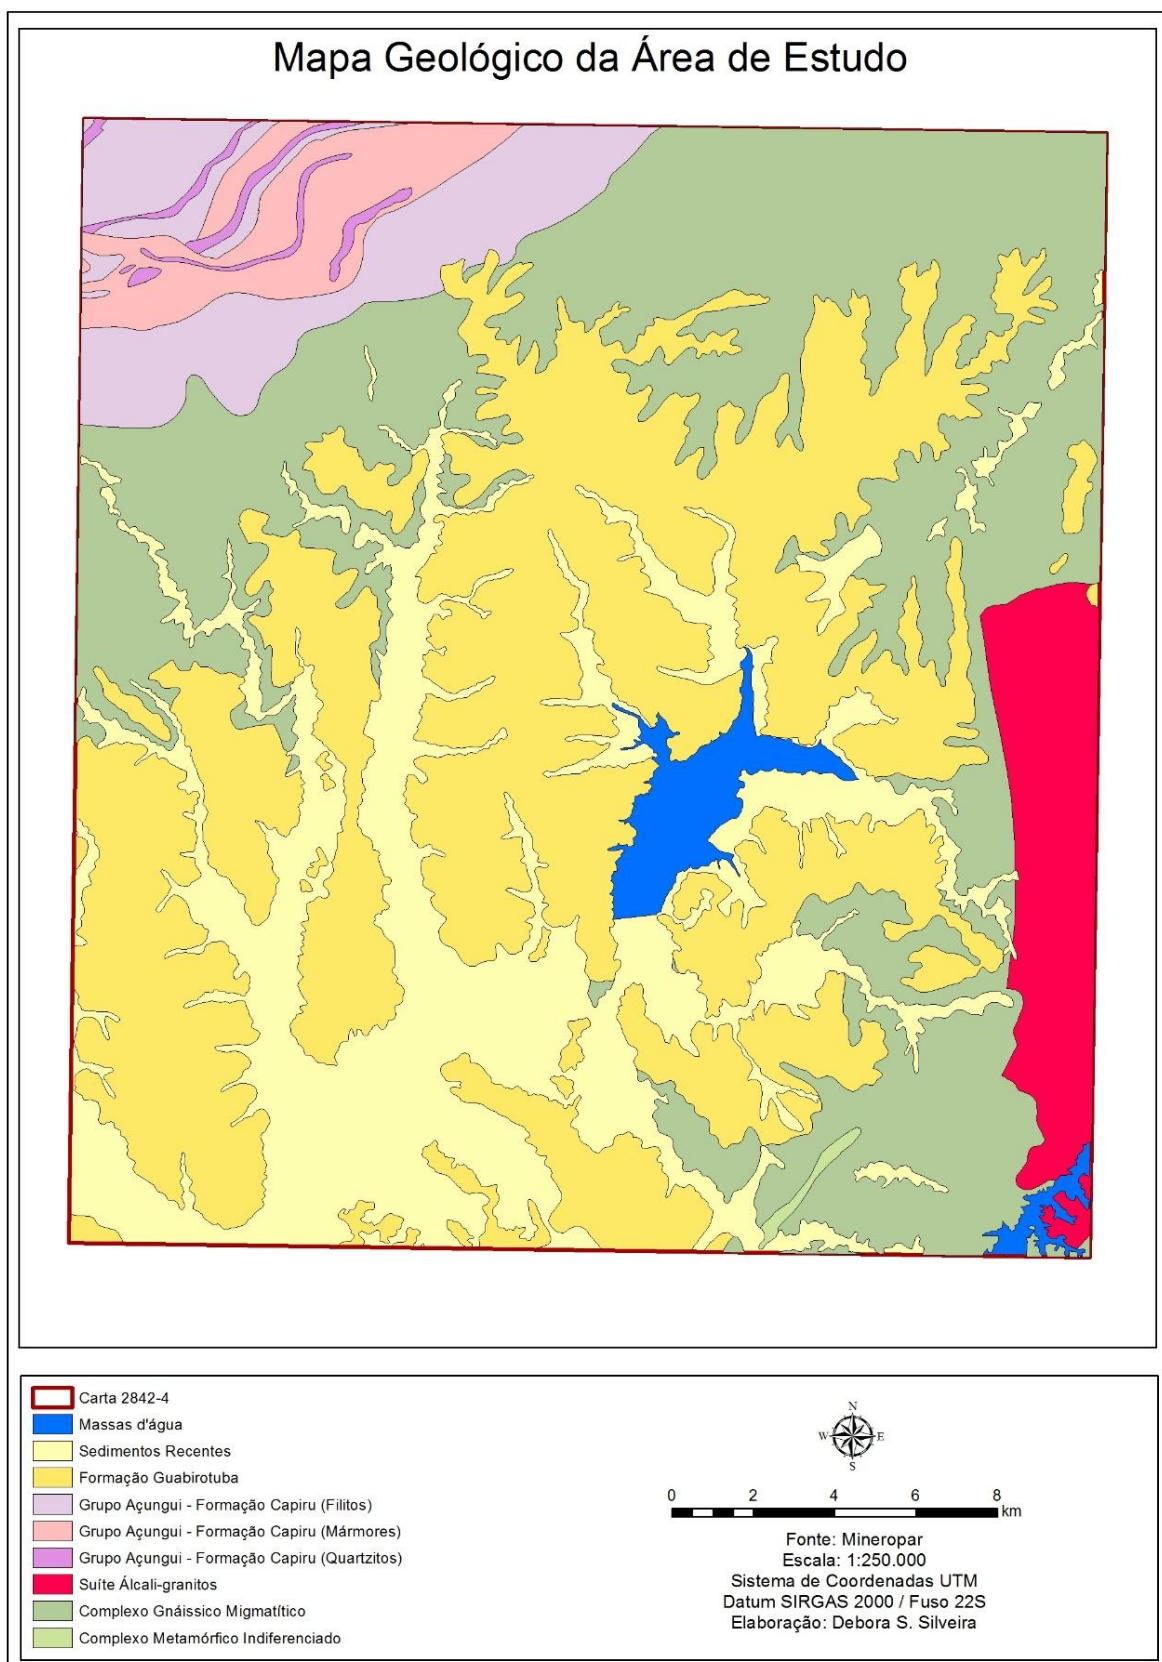 Mapa Geológico da Área de Estudo
Carta 2842-4
Massas d'água
Sedimentos Recentes
Formação Guabirotuba
Grupo Açungui - Formação Capiru (Filitos)
Grupo Açungui - Formação Capiru (Mármores)
Grupo Açungui - Formação Capiru (Quartzitos)
Suíte Álcali-granitos
Complexo Gnáissico Migmatítico
Complexo Metamórfico Indiferenciado
N
W E
S
0 2 4 6 8
km
Fonte: Mineropar
Escala: 1:250.000
Sistema de Coordenadas UTM
Datum SIRGAS 2000 / Fuso 22S
Elaboração: Debora S. Silveira